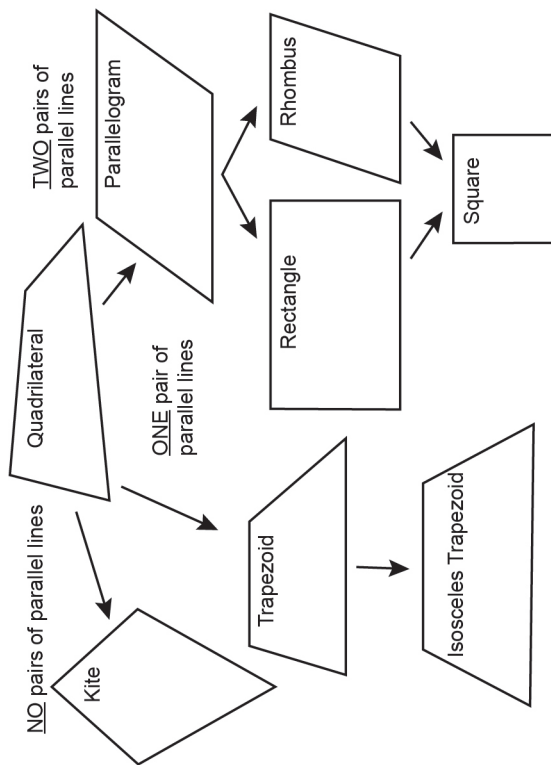 Quadrilateral
NO pairs of parallel lines
ONE pair of
parallel lines
TWO pairs of
parallel lines
Kite
Trapezoid
Isosceles Trapezoid
Parallelogram
Rectangle
Rhombus
Square